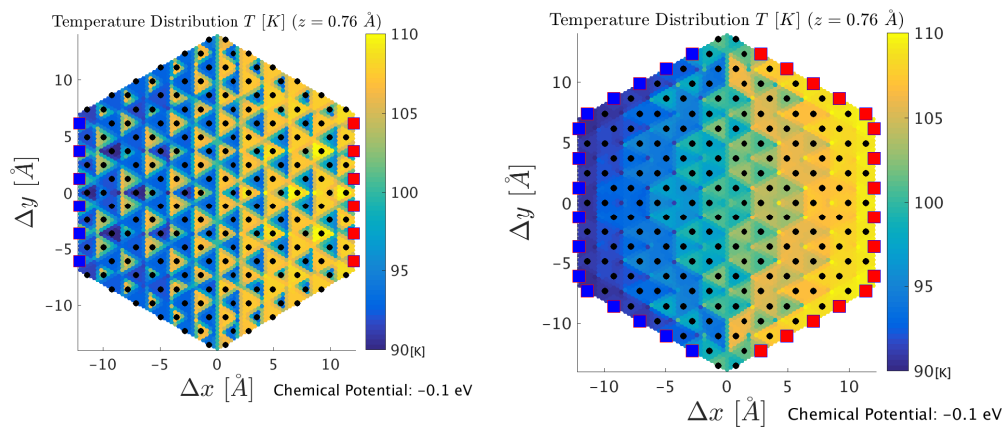 Temperature Distribution T [K] (z = 0.76 Å)
110
105
100
95
90[K]
10
5
0
−5
−10
Δy [Å]
−10
−5
0
5
10
Δx [Å]
Chemical Potential: −0.1 eV
Temperature Distribution T [K] (z = 0.76 Å)
110
105
100
95
90[K]
10
5
0
−5
−10
Δy [Å]
−10
−5
0
5
10
Δx [Å]
Chemical Potential: −0.1 eV